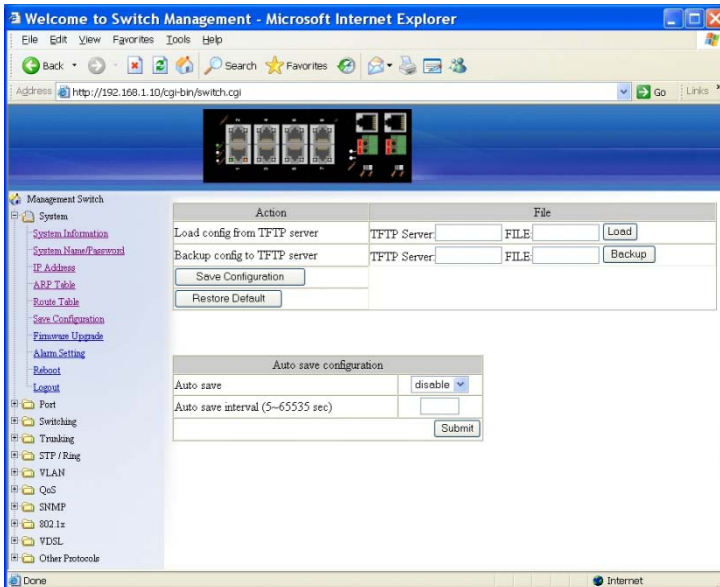 Welcome to Switch Management - Microsoft Internet Explorer
File Edit View Favorites Tools Help
Back Search Favorites
Address http://192.168.1.10/cgi-bin/switch.cgi Go Links
Management Switch
System
System Information
System Name/Password
IP Address
ARP Table
Route Table
Save Configuration
Firmware Upgrade
Alarm Setting
Reboot
Logout
Port
Switching
Trunking
STP / Ring
VLAN
QoS
SNMP
802.1x
VDSL
Other Protocols
Action File
Load config from TFTP server TFTP Server: FILE: Load
Backup config to TFTP server TFTP Server: FILE: Backup
Save Configuration
Restore Default
Auto save configuration
Auto save disable
Auto save interval (5~65535 sec)
Submit
Done Internet